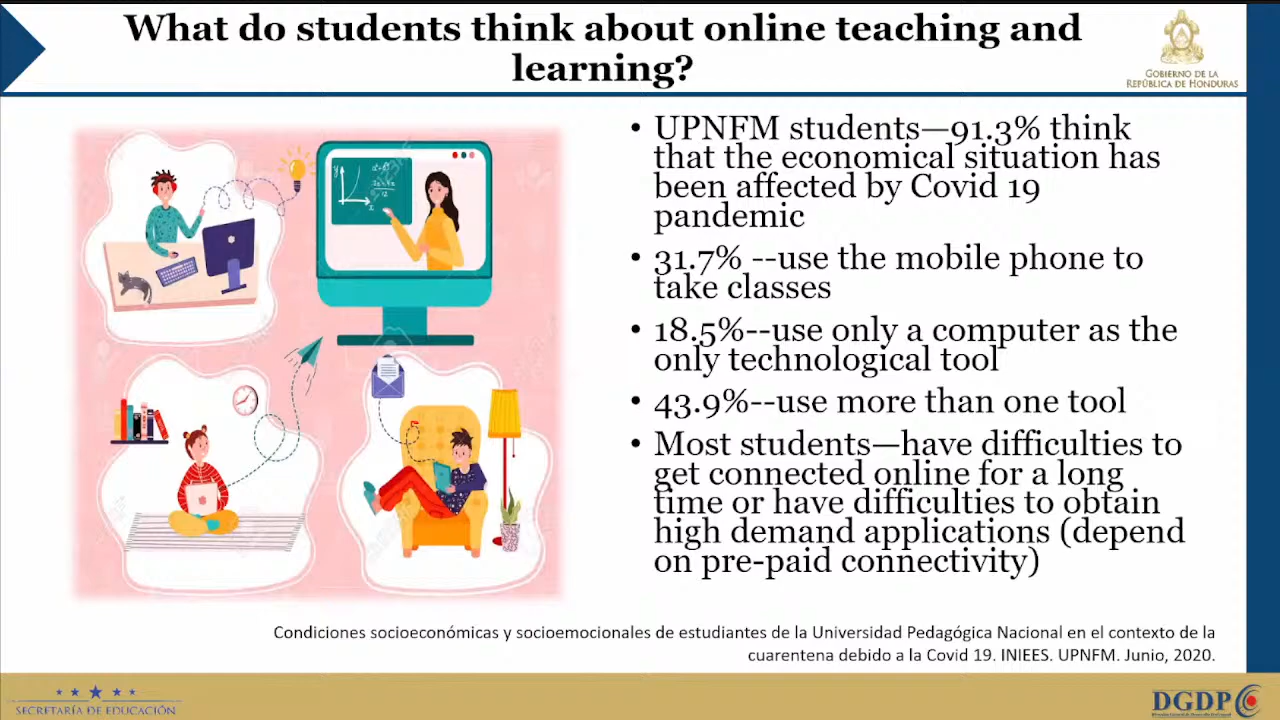 What do students think about online teaching and
learning?
GOBIERNO DE LA
REPÚBLICA DE HONDURAS
• UPNFM students—91.3% think
that the economical situation has
been affected by Covid 19
pandemic
• 31.7% --use the mobile phone to
take classes
• 18.5%--use only a computer as the
only technological tool
• 43.9%--use more than one tool
• Most students—have difficulties to
get connected online for a long
time or have difficulties to obtain
high demand applications (depend
on pre-paid connectivity)
Condiciones socioeconómicas y socioemocionales de estudiantes de la Universidad Pedagógica Nacional en el contexto de la
cuarentena debido a la Covid 19. INIEES. UPNFM. Junio, 2020.
SECRETARÍA DE EDUCACIÓN
DGDP